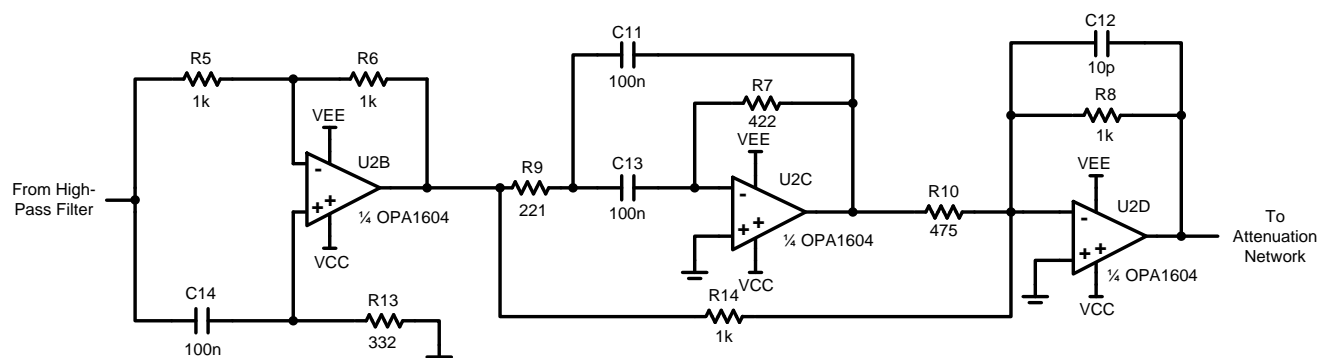 C11
100n
C12
10p
R5
1k
R6
1k
R7
422
R8
1k
VEE
VEE
VEE
-
+
+
U2B
¼ OPA1604
VCC
R9
221
C13
100n
-
+
+
U2C
¼ OPA1604
VCC
R10
475
-
+
+
U2D
¼ OPA1604
VCC
From High-
Pass Filter
To
Attenuation
Network
C14
100n
R13
332
R14
1k